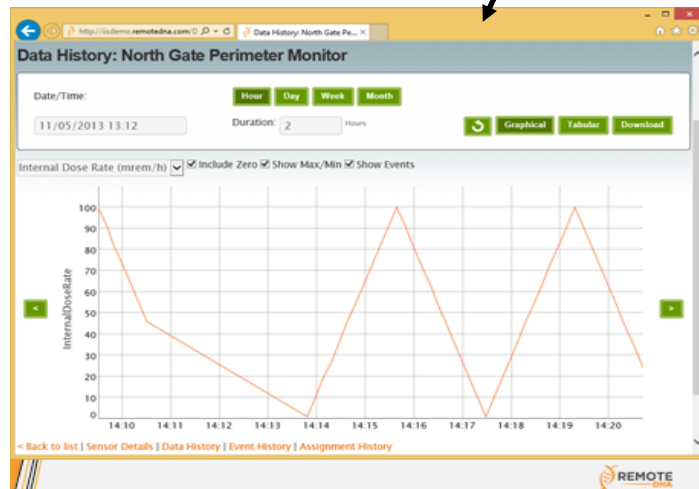 http://isdemo.remotedna.com/D
Data History: North Gate Pe...
Data History: North Gate Perimeter Monitor
Date/Time:
Hour Day Week Month
11/05/2013 13:12
Duration: 2 Hours
Graphical Tabular Download
Internal Dose Rate (mrem/h) Include Zero Show Max/Min Show Events
InternalDoseRate
100
90
80
70
60
50
40
30
20
10
0
< >
14:10 14:11 14:12 14:13 14:14 14:15 14:16 14:17 14:18 14:19 14:20
< Back to list | Sensor Details | Data History | Event History | Assignment History
REMOTE
DNA